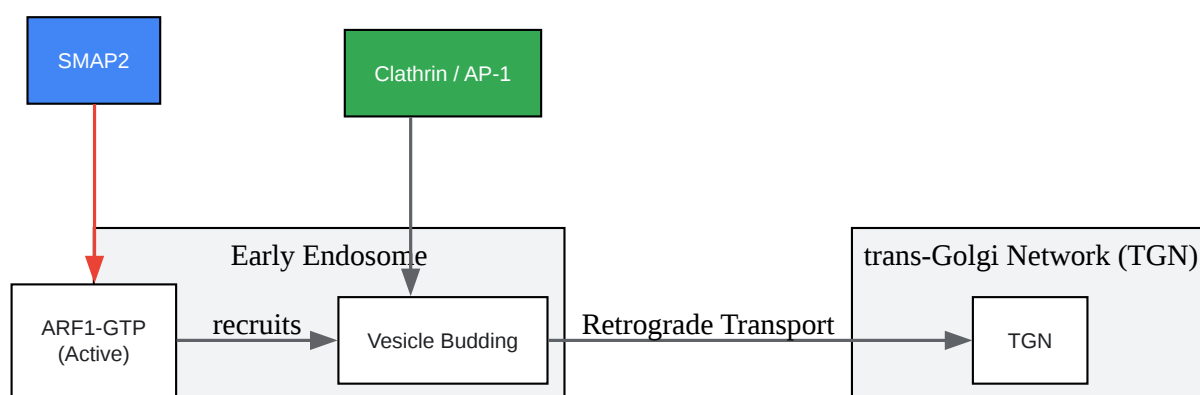 SMAP2
Clathrin / AP-1
Early Endosome
trans-Golgi Network (TGN)
ARF1-GTP
(Active)
recruits
Vesicle Budding
Retrograde Transport
TGN